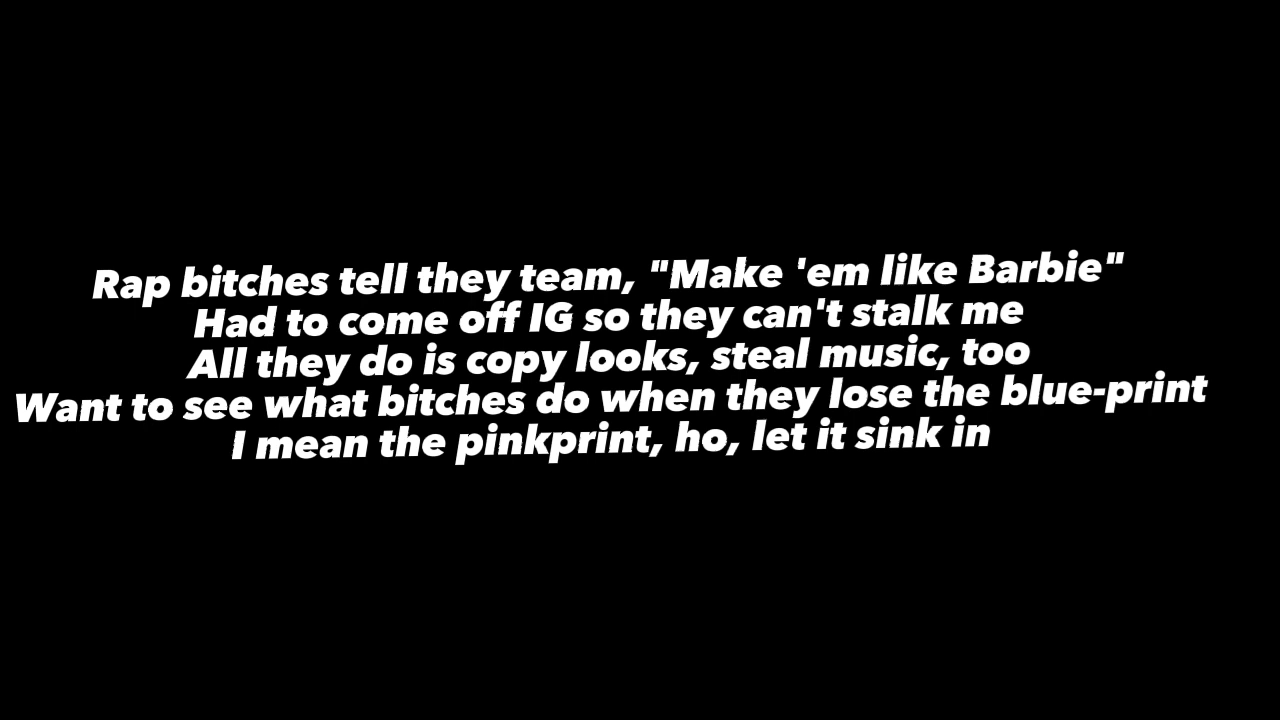 Rap bitches tell they team, "Make 'em like Barbie"
Had to come off IG so they can't stalk me
All they do is copy looks, steal music, too
Want to see what bitches do when they lose the blue-print
I mean the pinkprint, ho, let it sink in